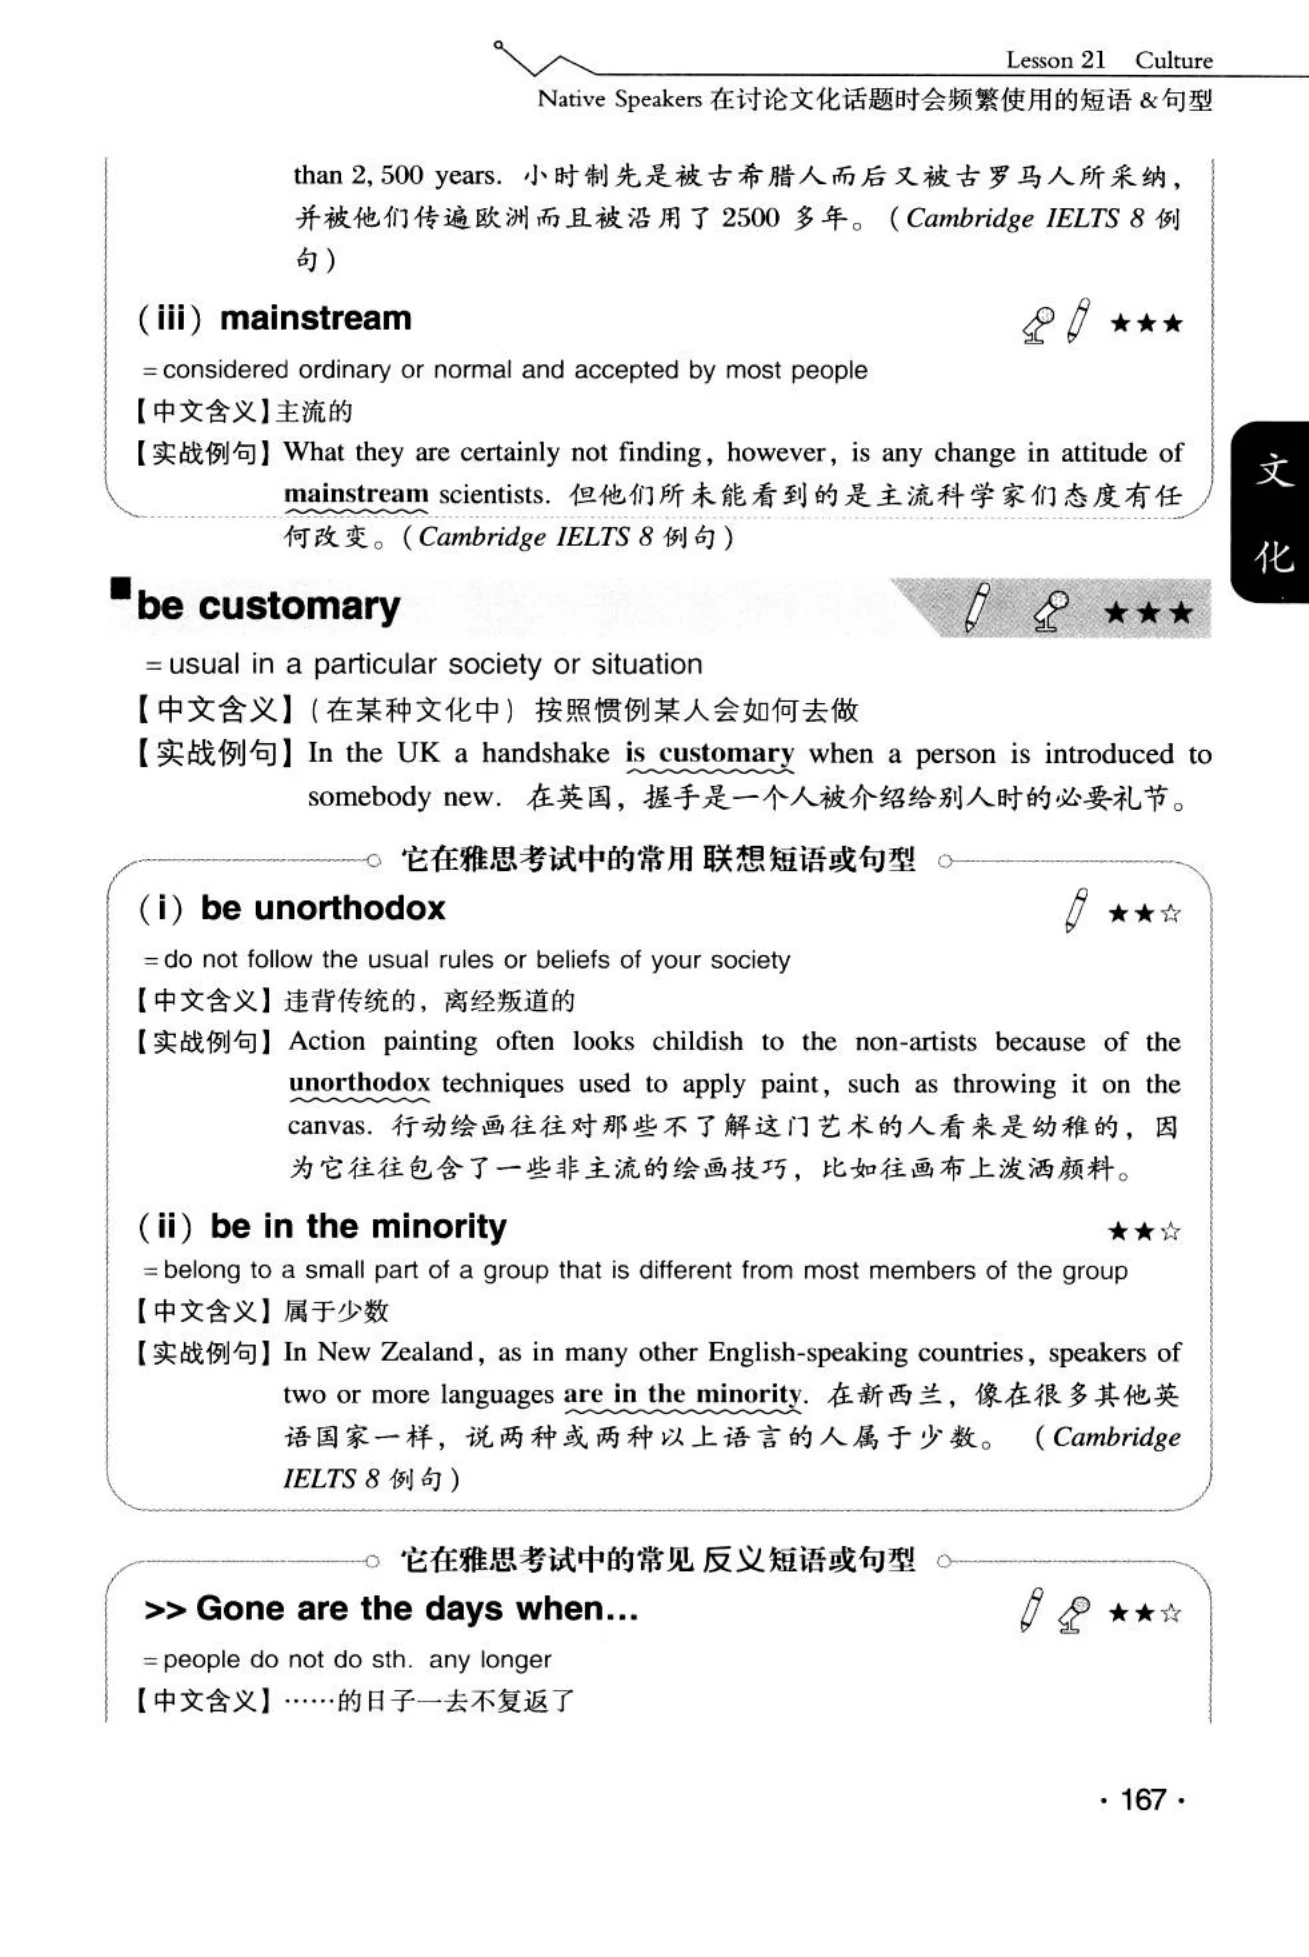 Lesson 21 Culture
Native Speakers 在讨论文化话题时会频繁使用的短语 & 句型
than 2, 500 years. 小时制先是被古希腊人而后又被古罗马人所采纳，
并被他们传遍欧洲而且被沿用了 2500 多年。（Cambridge IELTS 8 例
句）
（iii）mainstream ★★★
=considered ordinary or normal and accepted by most people
【中文含义】主流的
【实战例句】What they are certainly not finding, however, is any change in attitude of
mainstream scientists. 但他们所未能看到的是主流科学家们态度有任
何改变。（Cambridge IELTS 8 例句）
文化
■be customary ★★★
=usual in a particular society or situation
【中文含义】（在某种文化中）按照惯例某人会如何去做
【实战例句】In the UK a handshake is customary when a person is introduced to
somebody new. 在英国，握手是一个人被介绍给别人时的必要礼节。
它在雅思考试中的常用 联想短语或句型
（i）be unorthodox ★★☆
=do not follow the usual rules or beliefs of your society
【中文含义】违背传统的，离经叛道的
【实战例句】Action painting often looks childish to the non-artists because of the
unorthodox techniques used to apply paint, such as throwing it on the
canvas. 行动绘画往往对那些不了解这门艺术的人看来是幼稚的，因
为它往往包含了一些非主流的绘画技巧，比如往画布上泼洒颜料。
（ii）be in the minority ★★☆
=belong to a small part of a group that is different from most members of the group
【中文含义】属于少数
【实战例句】In New Zealand, as in many other English-speaking countries, speakers of
two or more languages are in the minority. 在新西兰，像在很多其他英
语国家一样，说两种或两种以上语言的人属于少数。（Cambridge
IELTS 8 例句）
它在雅思考试中的常见 反义短语或句型
>> Gone are the days when... ★★☆
=people do not do sth. any longer
【中文含义】……的日子一去不复返了
· 167 ·